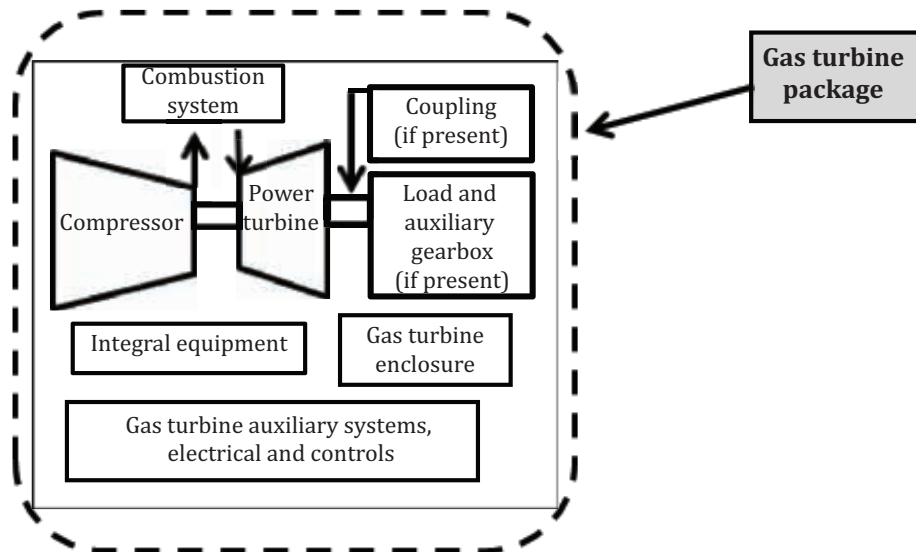 Combustion
system
Coupling
(if present)
Gas turbine
package
Compressor
Power
turbine
Load and
auxiliary
gearbox
(if present)
Integral equipment
Gas turbine
enclosure
Gas turbine auxiliary systems,
electrical and controls